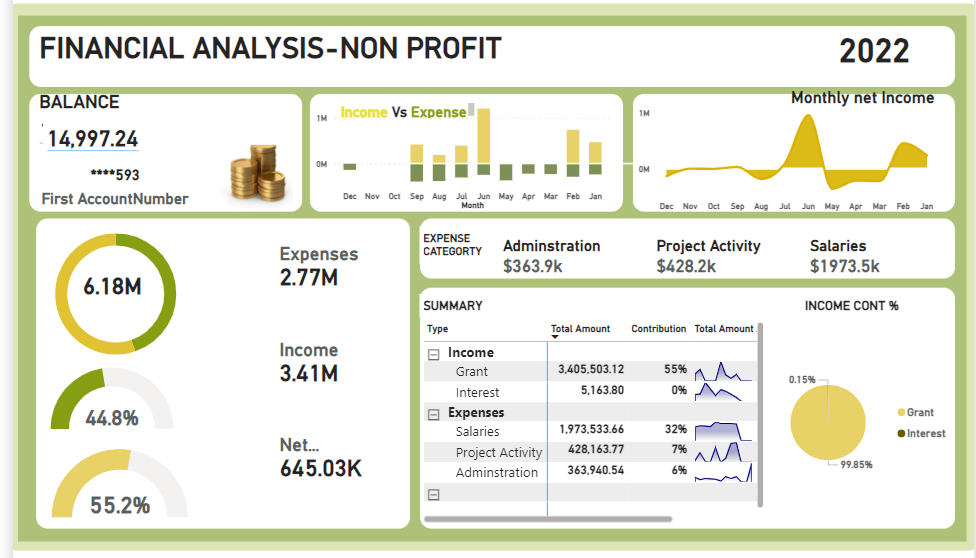 FINANCIAL ANALYSIS-NON PROFIT
2022
BALANCE
14,997.24
****593
First AccountNumber
Income Vs Expense
1M
0M
Dec Nov Oct Sep Aug Jul Jun May Apr Mar Feb Jan
Month
Monthly net Income
1M
0M
Dec Nov Oct Sep Aug Jul Jun May Apr Mar Feb Jan
6.18M
44.8%
55.2%
Expenses
2.77M
Income
3.41M
Net...
645.03K
EXPENSE
CATEGORTY
Adminstration
$363.9k
Project Activity
$428.2k
Salaries
$1973.5k
SUMMARY
Type Total Amount Contribution Total Amount
Income
Grant 3,405,503.12 55%
Interest 5,163.80 0%
Expenses
Salaries 1,973,533.66 32%
Project Activity 428,163.77 7%
Adminstration 363,940.54 6%
INCOME CONT %
0.15%
99.85%
Grant
Interest